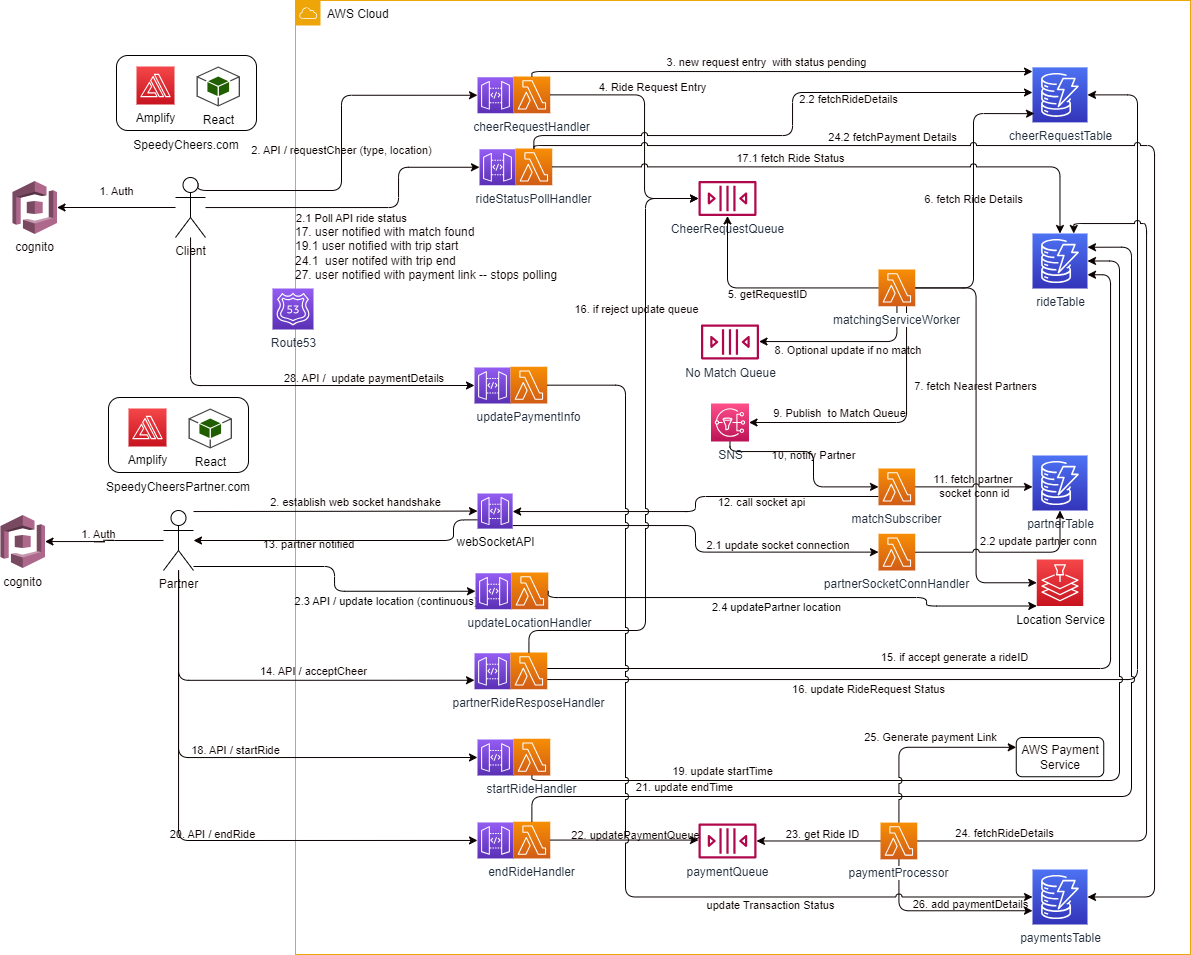 AWS Cloud
Amplify
React
SpeedyCheers.com
3. new request entry  with status pending
4. Ride Request Entry
2.2 fetchRideDetails
cheerRequestHandler
cheerRequestTable
24.2 fetchPayment Details
2. API / requestCheer (type, location)
17.1 fetch Ride Status
1. Auth
rideStatusPollHandler
6. fetch Ride Details
cognito
Client
2.1 Poll API ride status
17.  user notified with match found
19.1 user notified with trip start
24.1  user notifed with trip end
27. user notified with payment link -- stops polling
CheerRequestQueue
5. getRequestID
rideTable
53
Route53
16. if reject update queue
matchingServiceWorker
8. Optional update if no match
No Match Queue
28. API /  update paymentDetails
7. fetch Nearest Partners
updatePaymentInfo
9. Publish  to Match Queue
Amplify
React
SpeedyCheersPartner.com
SNS
10, notify Partner
11. fetch partner
socket conn id
2. establish web socket handshake
12. call socket api
matchSubscriber
partnerTable
1. Auth
webSocketAPI
13. partner notified
2.1 update socket connection
2.2 update partner conn
cognito
Partner
partnerSocketConnHandler
2.3 API / update location (continuous
2.4 updatePartner location
updateLocationHandler
Location Service
14. API / acceptCheer
15. if accept generate a rideID
16. update RideRequest Status
partnerRideResposeHandler
25. Generate payment Link
18. API / startRide
AWS Payment
Service
19. update startTime
startRideHandler
21. update endTime
20. API / endRide
22. updatePaymentQueue
23. get Ride ID
24. fetchRideDetails
endRideHandler
paymentQueue
paymentProcessor
update Transaction Status
26. add paymentDetails
paymentsTable